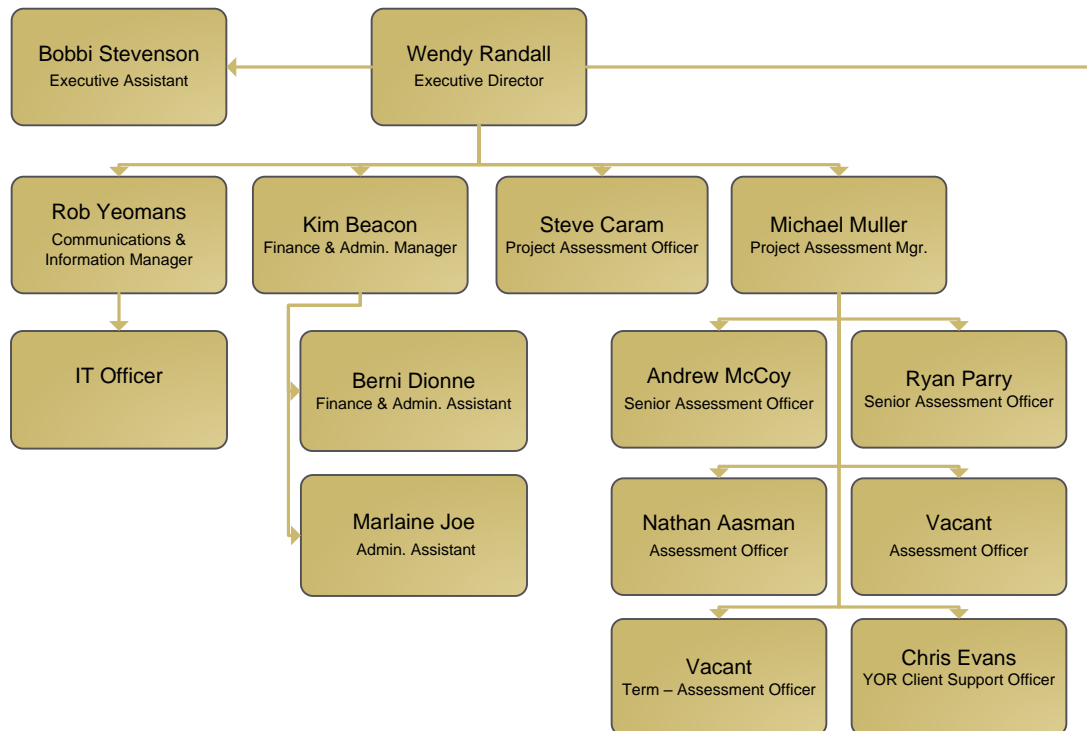 Bobbi Stevenson
Executive Assistant
Wendy Randall
Executive Director
Rob Yeomans
Communications &
Information Manager
Kim Beacon
Finance & Admin. Manager
Steve Caram
Project Assessment Officer
Michael Muller
Project Assessment Mgr.
IT Officer
Berni Dionne
Finance & Admin. Assistant
Andrew McCoy
Senior Assessment Officer
Ryan Parry
Senior Assessment Officer
Marlaine Joe
Admin. Assistant
Nathan Aasman
Assessment Officer
Vacant
Assessment Officer
Vacant
Term – Assessment Officer
Chris Evans
YOR Client Support Officer